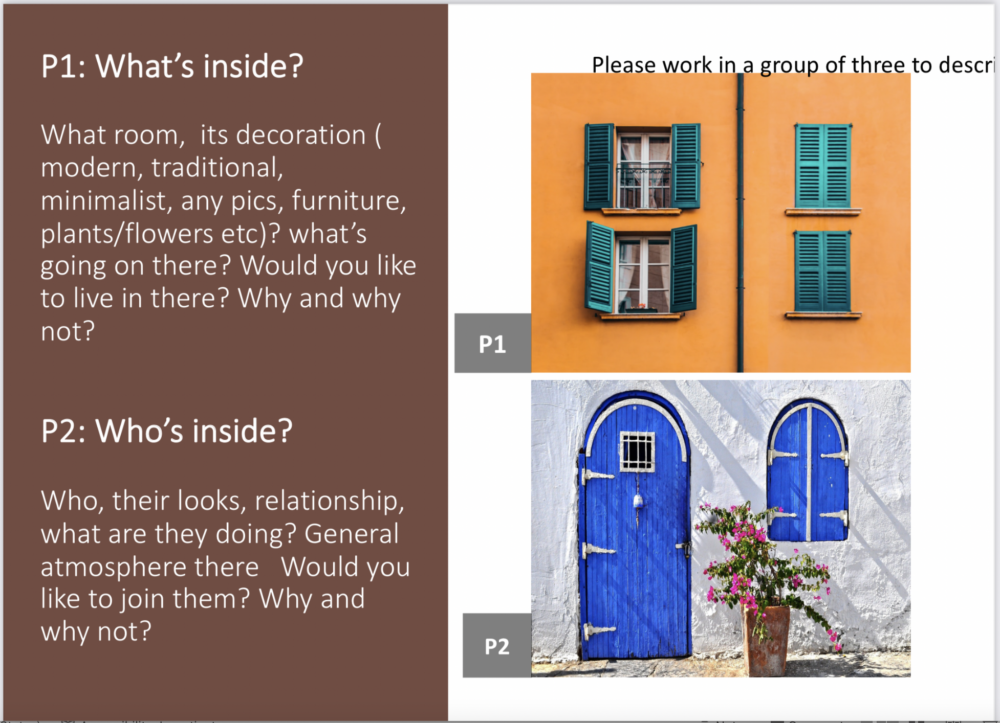 P1: What’s inside?
What room,  its decoration (
modern, traditional,
minimalist, any pics, furniture,
plants/flowers etc)? what’s
going on there? Would you like
to live in there? Why and why
not?
P2: Who’s inside?
Who, their looks, relationship,
what are they doing? General
atmosphere there   Would you
like to join them? Why and
why not?
Please work in a group of three to descri
P1
P2